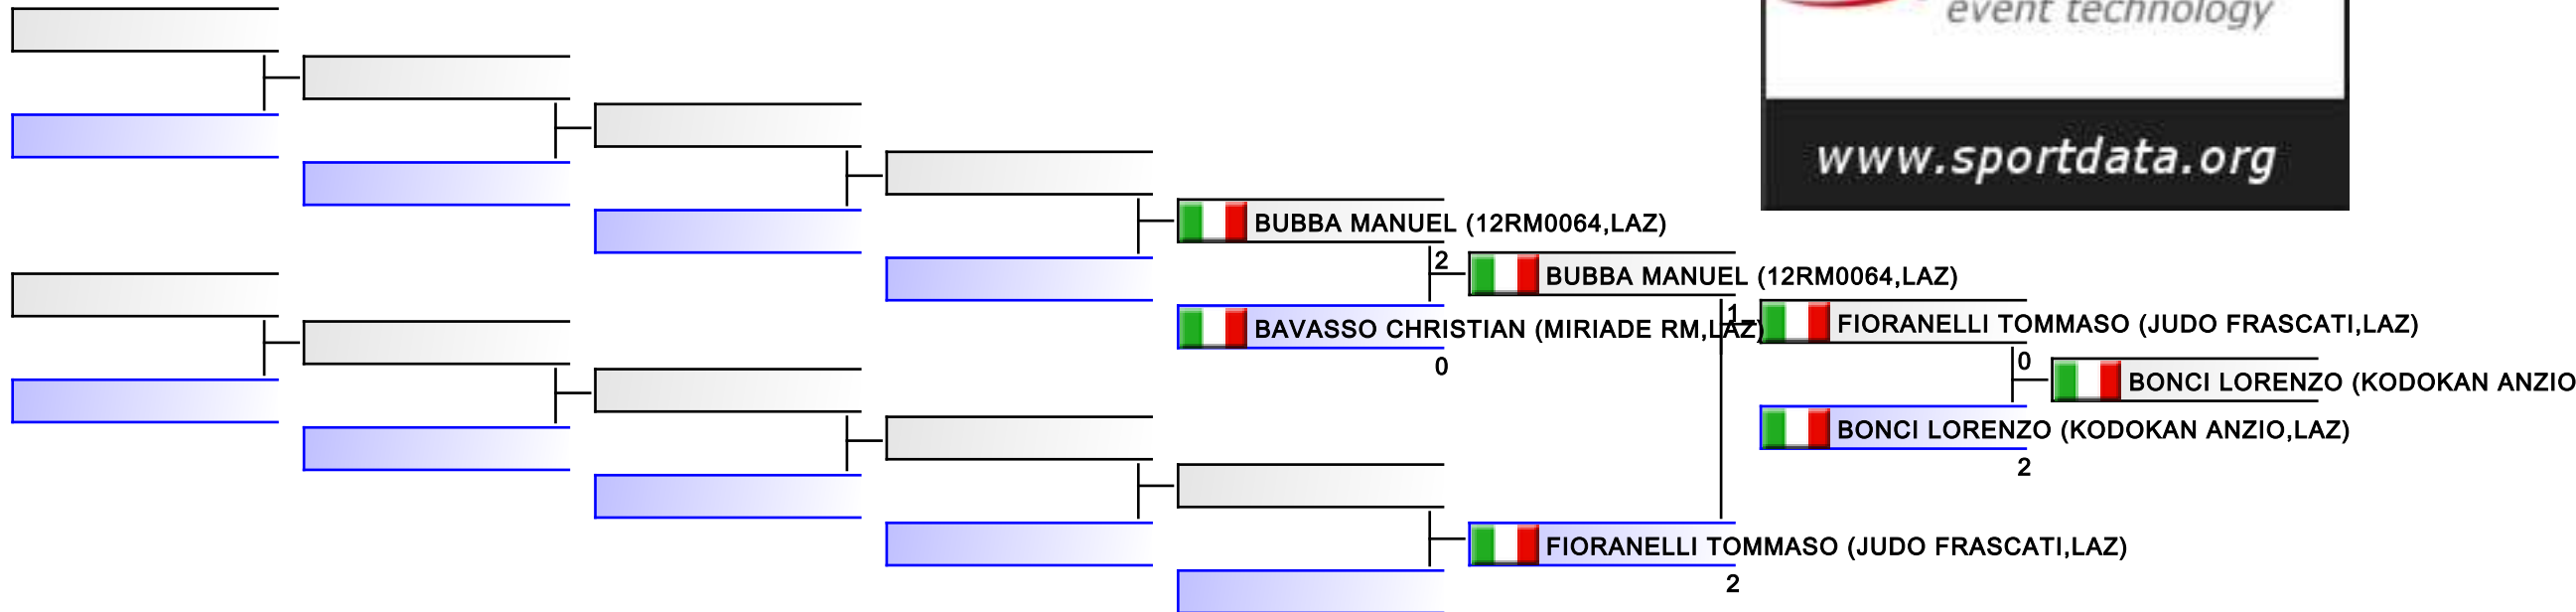 event technology
www.sportdata.org
BUBBA MANUEL (12RM0064,LAZ)
2
BUBBA MANUEL (12RM0064,LAZ)
1
BAVASSO CHRISTIAN (MIRIADE RM,LAZ)
0
FIORANELLI TOMMASO (JUDO FRASCATI,LAZ)
0
BONCI LORENZO (KODOKAN ANZIO
BONCI LORENZO (KODOKAN ANZIO,LAZ)
2
FIORANELLI TOMMASO (JUDO FRASCATI,LAZ)
2